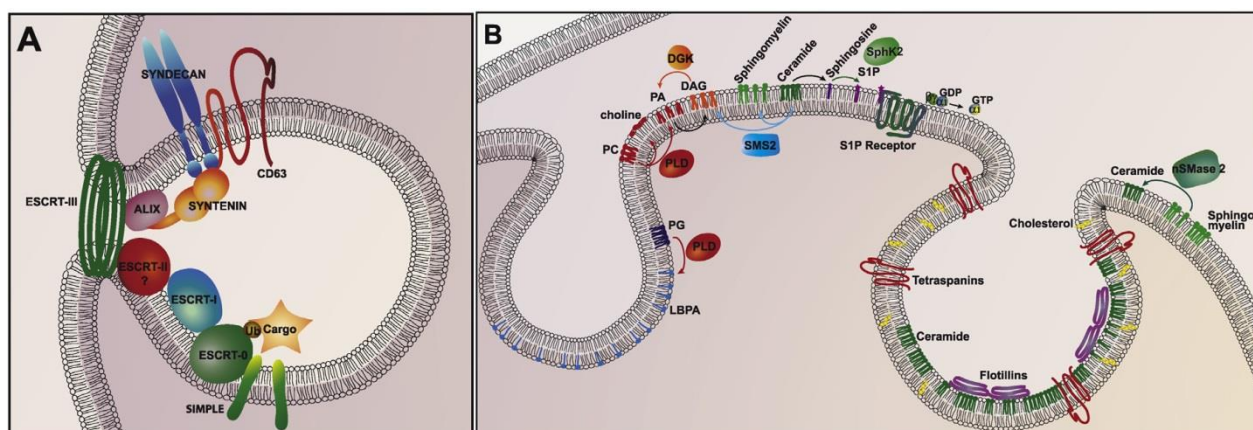 A
SYNDECAN
CD63
ESCRT-III
ALIX
SYNTENIN
ESCRT-II
?
ESCRT-I
Ub
Cargo
ESCRT-0
SIMPLE
B
DGK
PA
DAG
Sphingomyelin
Ceramide
Sphingosine
S1P
SphK2
GDP
αi
GTP
αi
choline
PC
PLD
SMS2
S1P Receptor
PG
PLD
LBPA
Tetraspanins
Cholesterol
Ceramide
nSMase 2
Sphingo
myelin
Ceramide
Flotillins